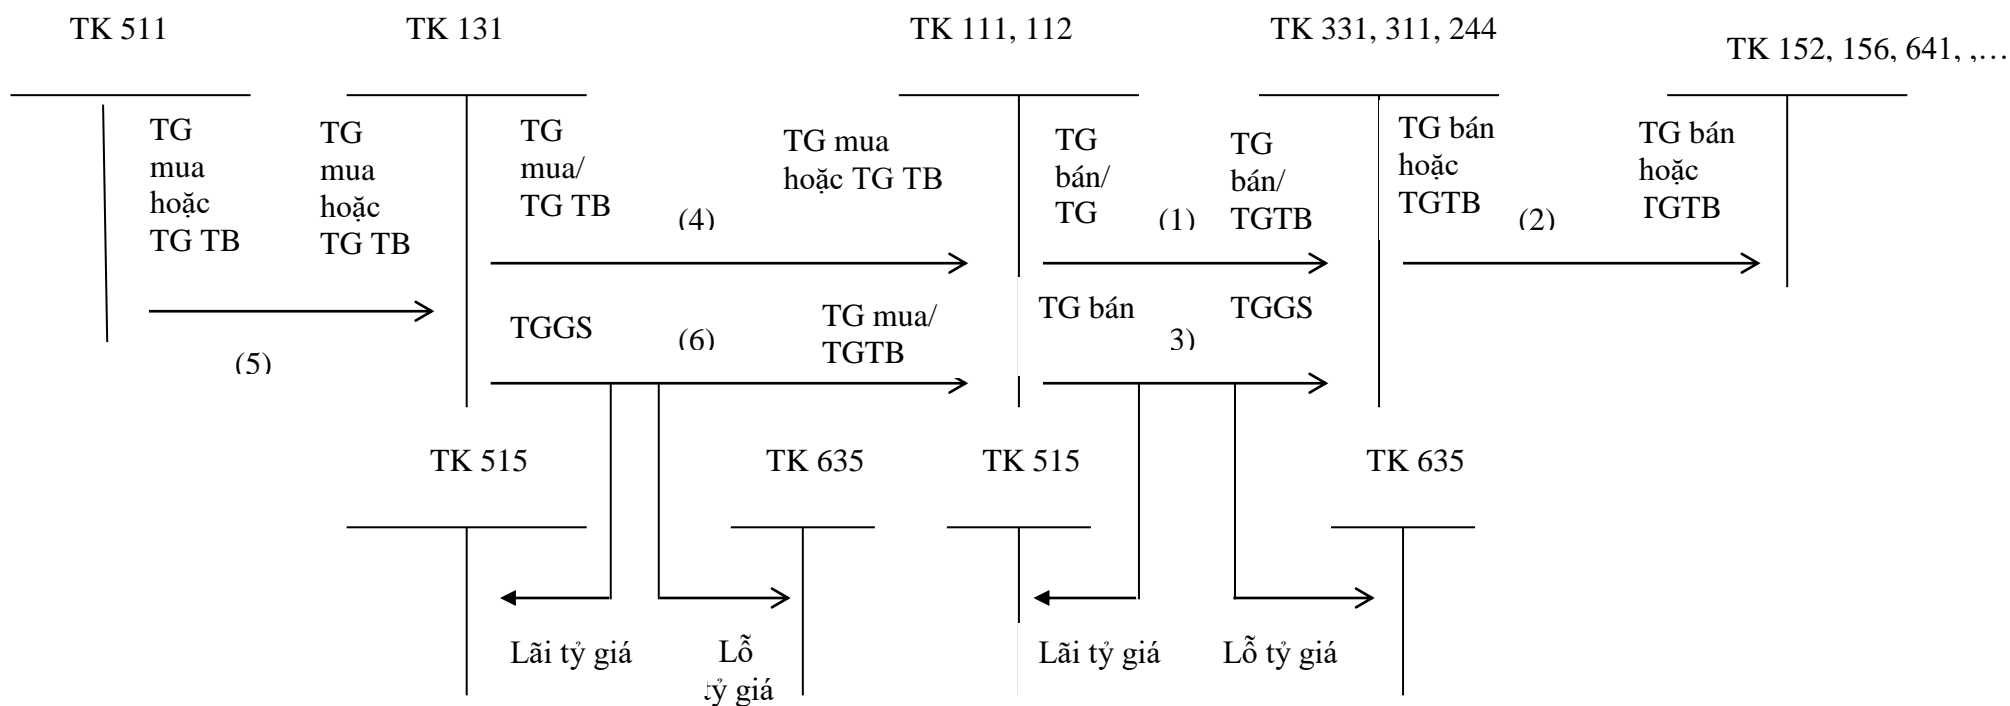 TK 511
TK 131
TK 111, 112
TK 331, 311, 244
TK 152, 156, 641, ,…
TG
mua
hoặc
TG TB
TG
mua
hoặc
TG TB
TG
mua/
TG TB
(4)
TG mua
hoặc TG TB
TG
bán/
TG
(1)
TG
bán/
TGTB
TG bán
hoặc
TGTB
(2)
TG bán
hoặc
TGTB
(5)
TGGS
(6)
TG mua/
TGTB
TG bán
3)
TGGS
TK 515
TK 635
TK 515
TK 635
Lãi tỷ giá
Lỗ
tỷ giá
Lãi tỷ giá
Lỗ tỷ giá